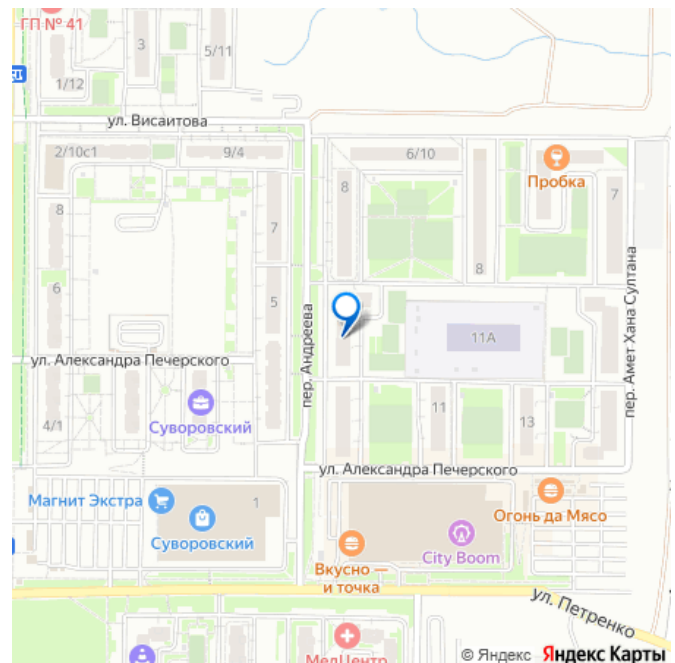 ГП № 41
3
5/11
1/12
ул. Висаитова
2/10с1
9/4
6/10
Пробка
8
7
8
7
8
6
5
пер. Андреева
11А
пер. Амет Хана Султана
ул. Александра Печерского
4/1
Суворовский
11
13
ул. Александра Печерского
Магнит Экстра
1
Суворовский
Огонь да Мясо
City Boom
Вкусно —
и точка
ул. Петренко
МедЦентр
© Яндекс Яндекс Карты